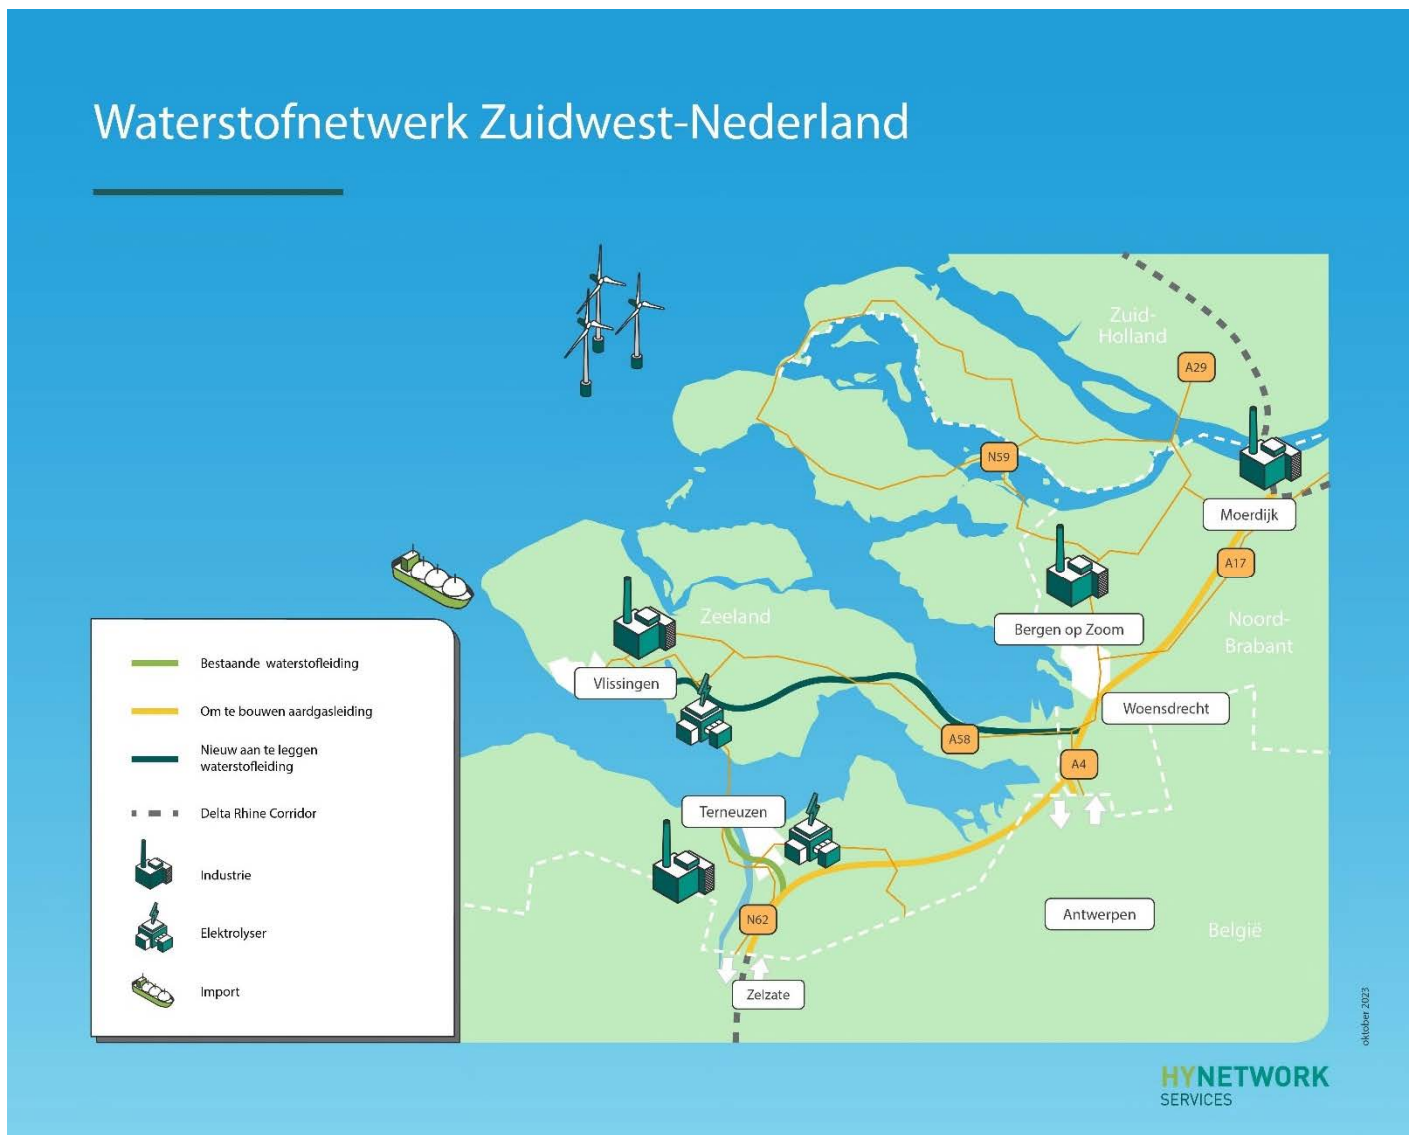 Waterstofnetwerk Zuidwest-Nederland
Zuid-
Holland
A29
N59
Moerdijk
A17
Bergen op Zoom
Noord-
Brabant
Zeeland
Vlissingen
Woensdrecht
A58
A4
Terneuzen
N62
Antwerpen
België
Zelzate
Bestaande waterstofleiding
Om te bouwen aardgasleiding
Nieuw aan te leggen
waterstofleiding
Delta Rhine Corridor
Industrie
Elektrolyser
Import
oktober 2023
HYNETWORK
SERVICES